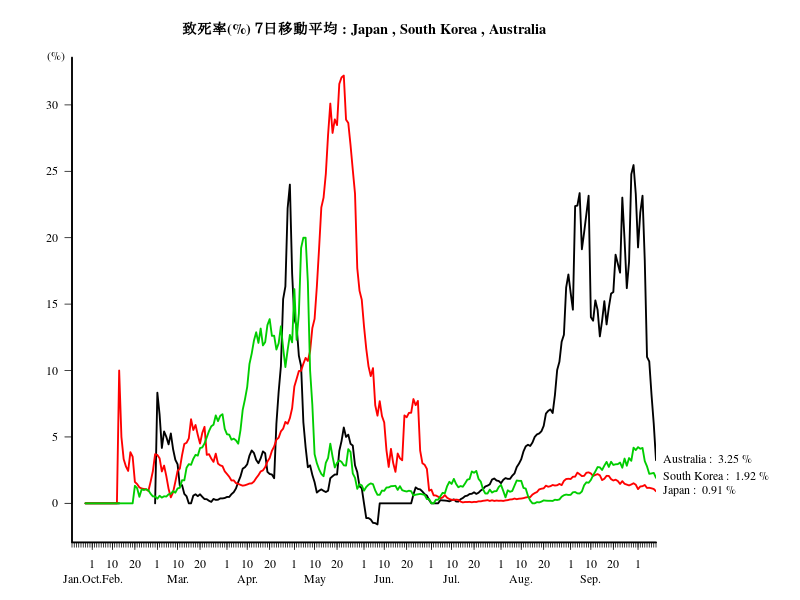 致死率(%) 7日移動平均 : Japan , South Korea , Australia
(%)
30
25
20
15
10
5
0
Australia : 3.25 %
South Korea : 1.92 %
Japan : 0.91 %
1 10 20 1 10 20 1 10 20 1 10 20 1 10 20 1 10 20 1 10 20 1 10 20 1
Jan.Oct.Feb. Mar. Apr. May Jun. Jul. Aug. Sep.